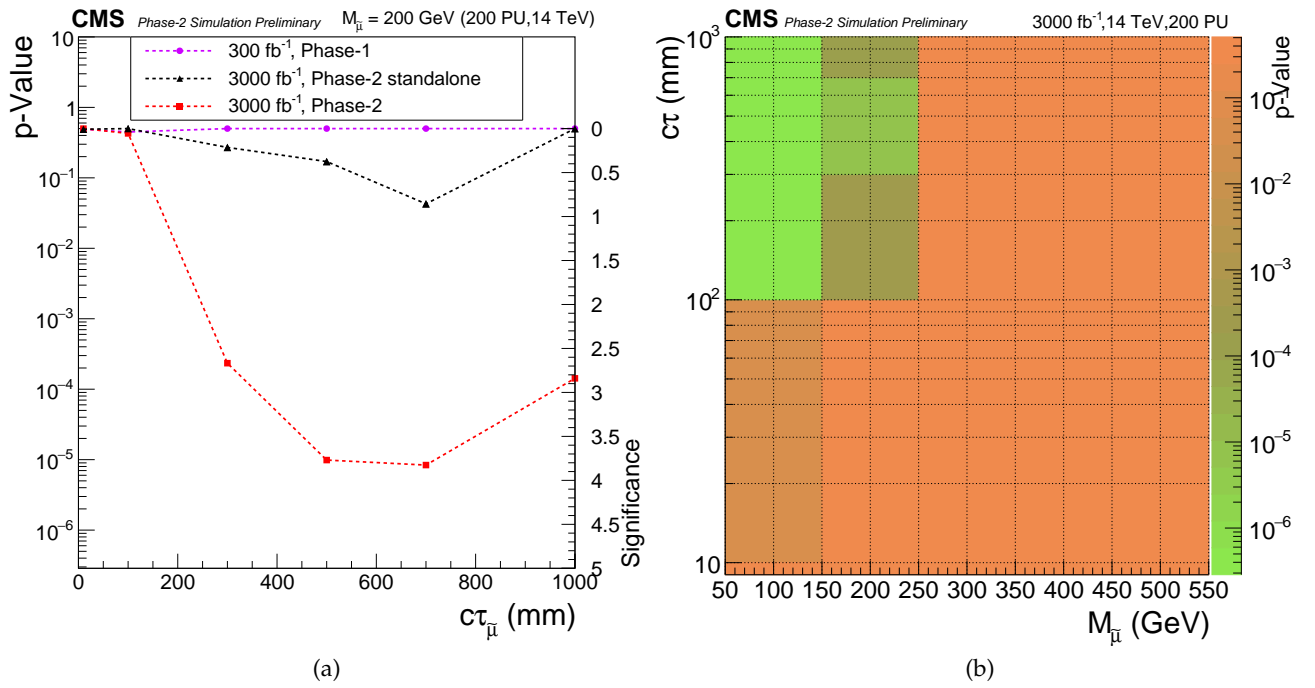 CMS Phase-2 Simulation Preliminary M_μ̃ = 200 GeV (200 PU,14 TeV)
p-Value
300 fb⁻¹, Phase-1
3000 fb⁻¹, Phase-2 standalone
3000 fb⁻¹, Phase-2
10
1
10⁻¹
10⁻²
10⁻³
10⁻⁴
10⁻⁵
10⁻⁶
0
0.5
1
1.5
2
2.5
3
3.5
4
4.5
5
Significance
0 200 400 600 800 1000
cτ_μ̃ (mm)
(a)
CMS Phase-2 Simulation Preliminary 3000 fb⁻¹,14 TeV,200 PU
cτ (mm)
10³
10²
10
50 100 150 200 250 300 350 400 450 500 550
M_μ̃ (GeV)
p-Value
10⁻¹
10⁻²
10⁻³
10⁻⁴
10⁻⁵
10⁻⁶
(b)